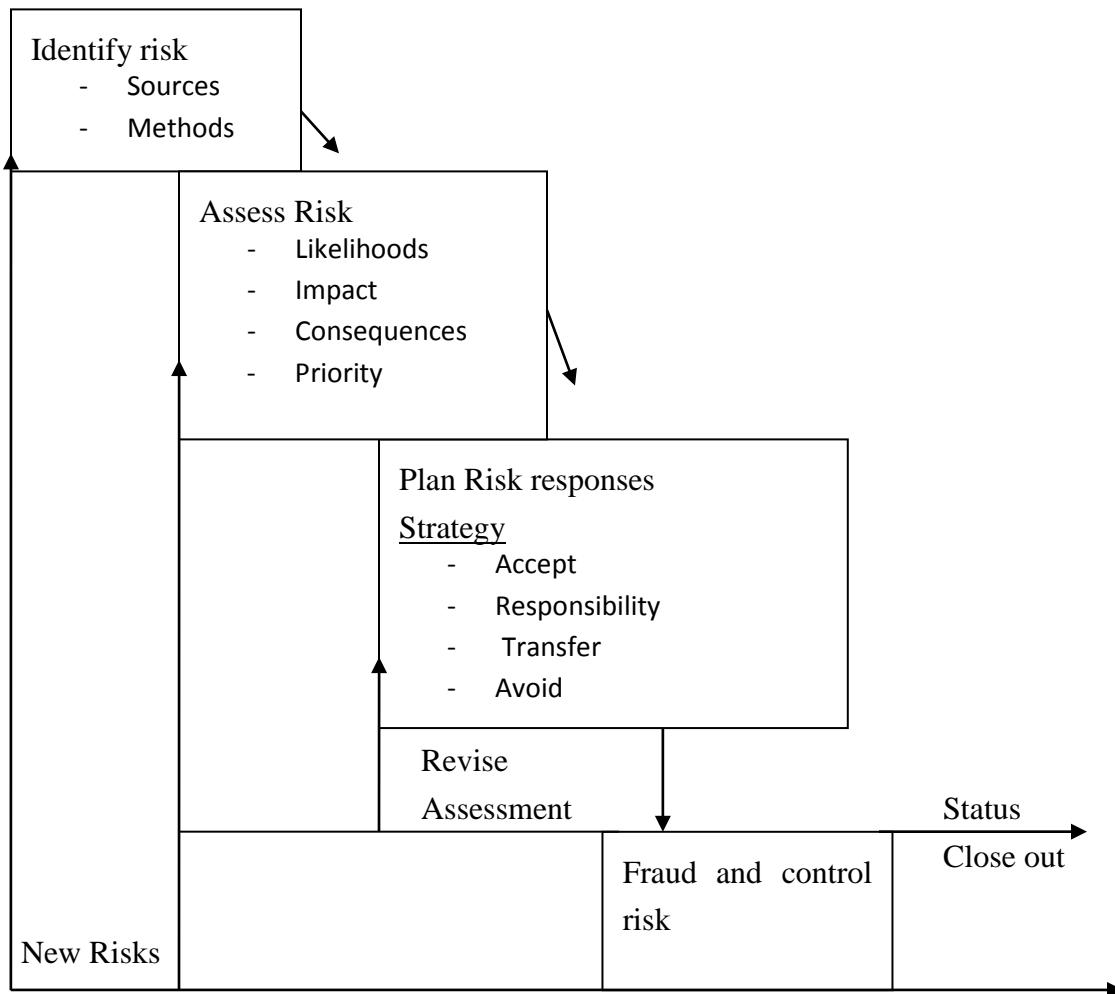 Identify risk
- Sources
- Methods
Assess Risk
- Likelihoods
- Impact
- Consequences
- Priority
Plan Risk responses
Strategy
- Accept
- Responsibility
- Transfer
- Avoid
Revise
Assessment
Status
Close out
Fraud and control
risk
New Risks